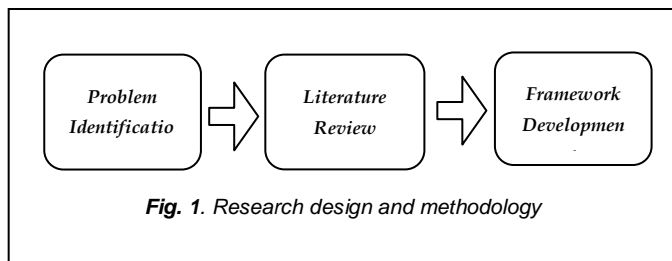 Problem
Identificatio
Literature
Review
Framework
Developmen
Fig. 1. Research design and methodology